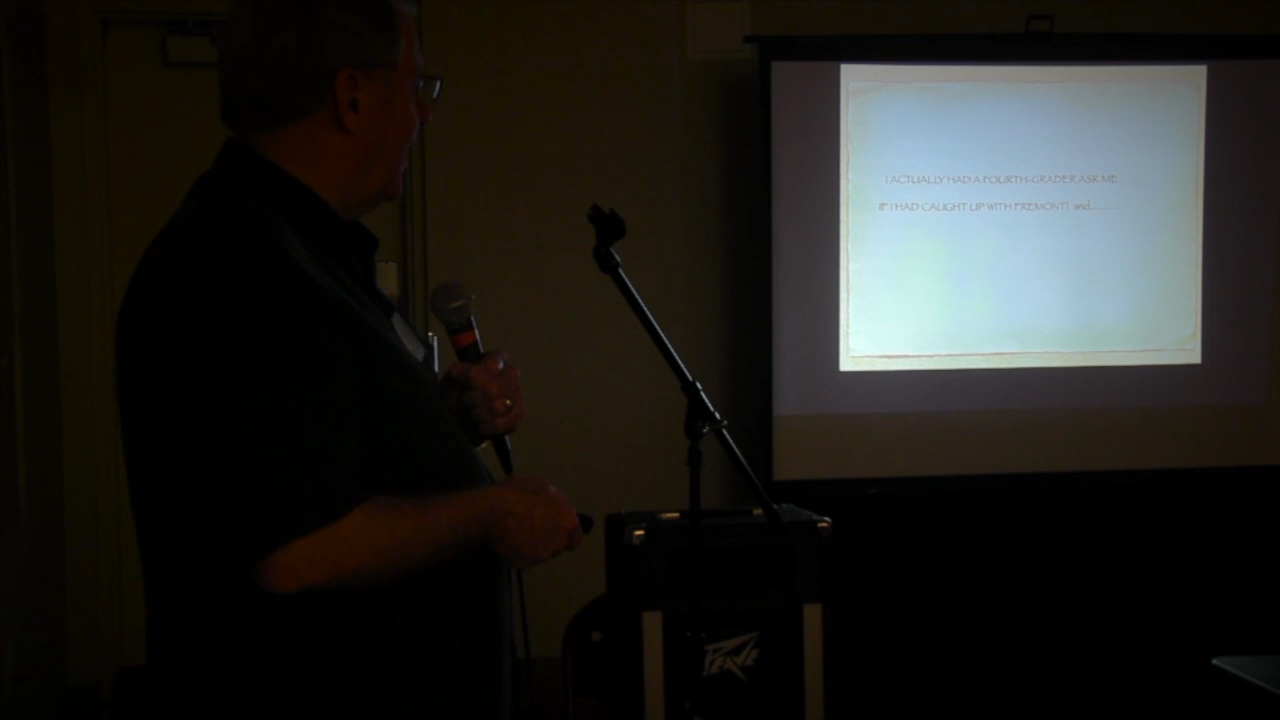 I ACTUALLY HAD A FOURTH-GRADER ASK ME
IF I HAD CAUGHT UP WITH FREMONT! and..........
PEAVEY